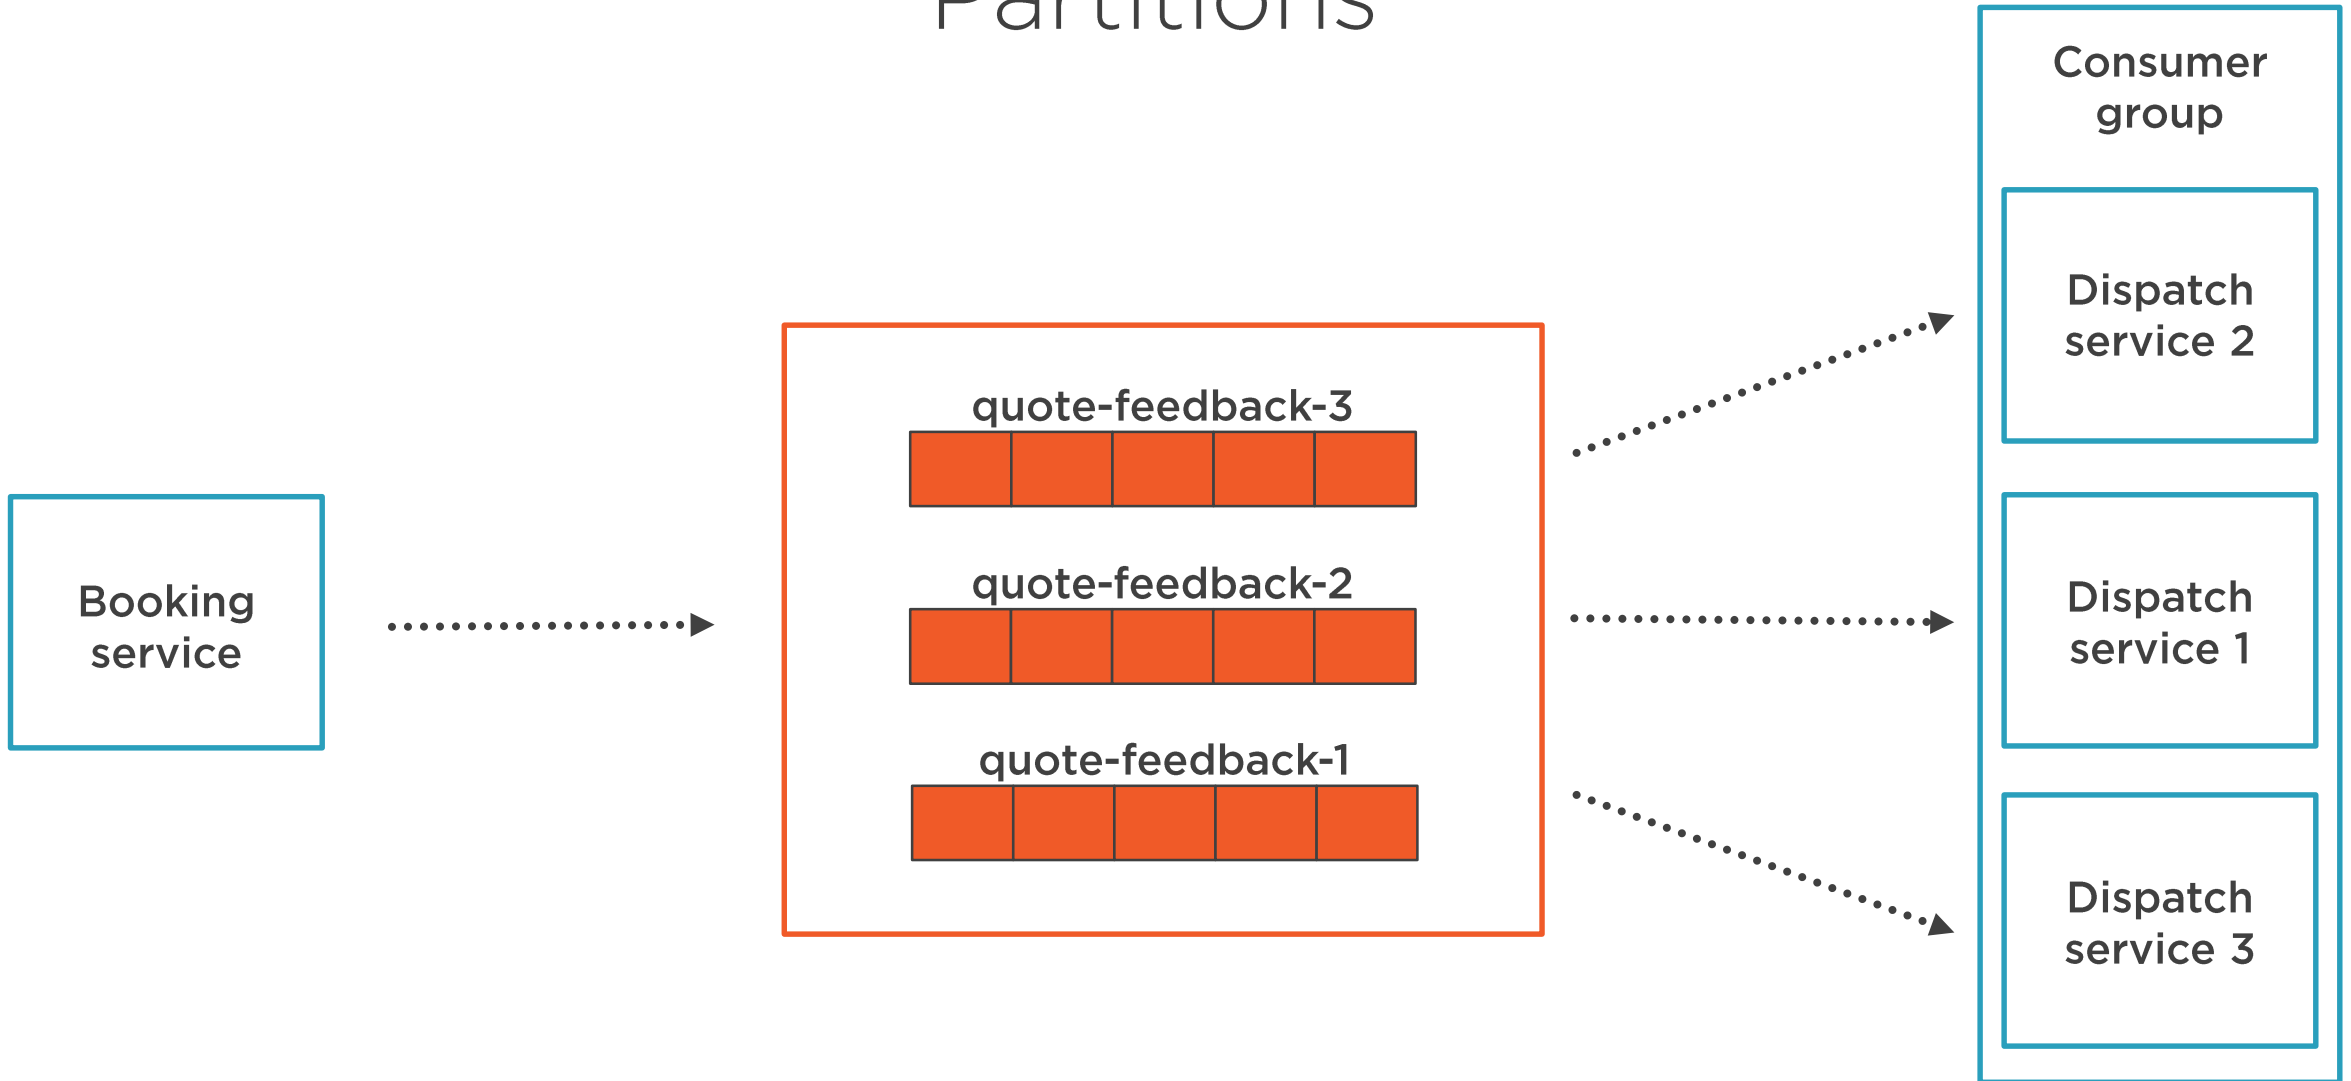 Partitions
Consumer
group
Dispatch
service 2
quote-feedback-3
quote-feedback-2
Booking
service
Dispatch
service 1
quote-feedback-1
Dispatch
service 3